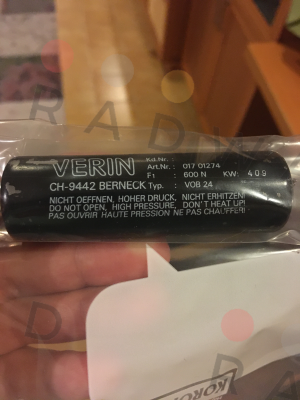 VERIN
Kd.Nr. :
Art.Nr. : 017 01274
F1 : 600 N KW: 409
CH-9442 BERNECK Typ. : VOB 24
NICHT OEFFNEN, HOHER DRUCK, NICHT ERHITZEN!
DO NOT OPEN, HIGH PRESSURE, DON'T HEAT UP!
PAS OUVRIR HAUTE PRESSION NE PAS CHAUFFER!